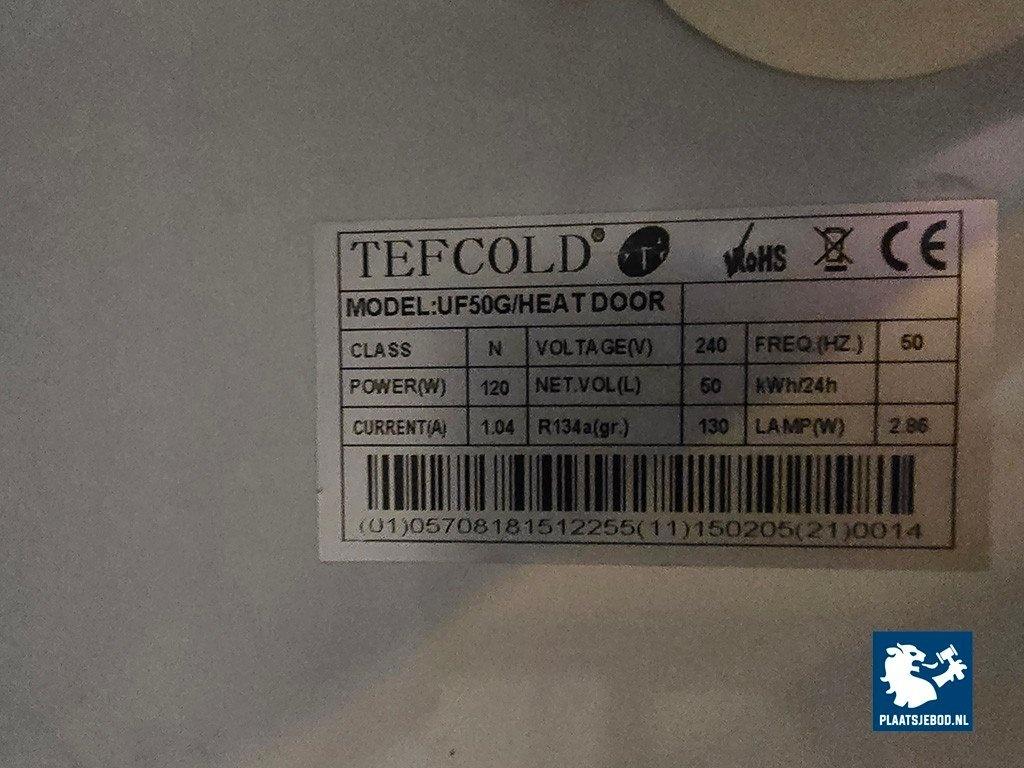 TEFCOLD® T RoHS CE
MODEL:UF50G/HEAT DOOR
CLASS N VOLTAGE(V) 240 FREQ.(HZ.) 50
POWER(W) 120 NET.VOL(L) 50 kWh/24h
CURRENT(A) 1.04 R134a(gr.) 130 LAMP(W) 2.86
(01)05708181512255(11)150205(21)0014
PLAATSJEBOD.NL